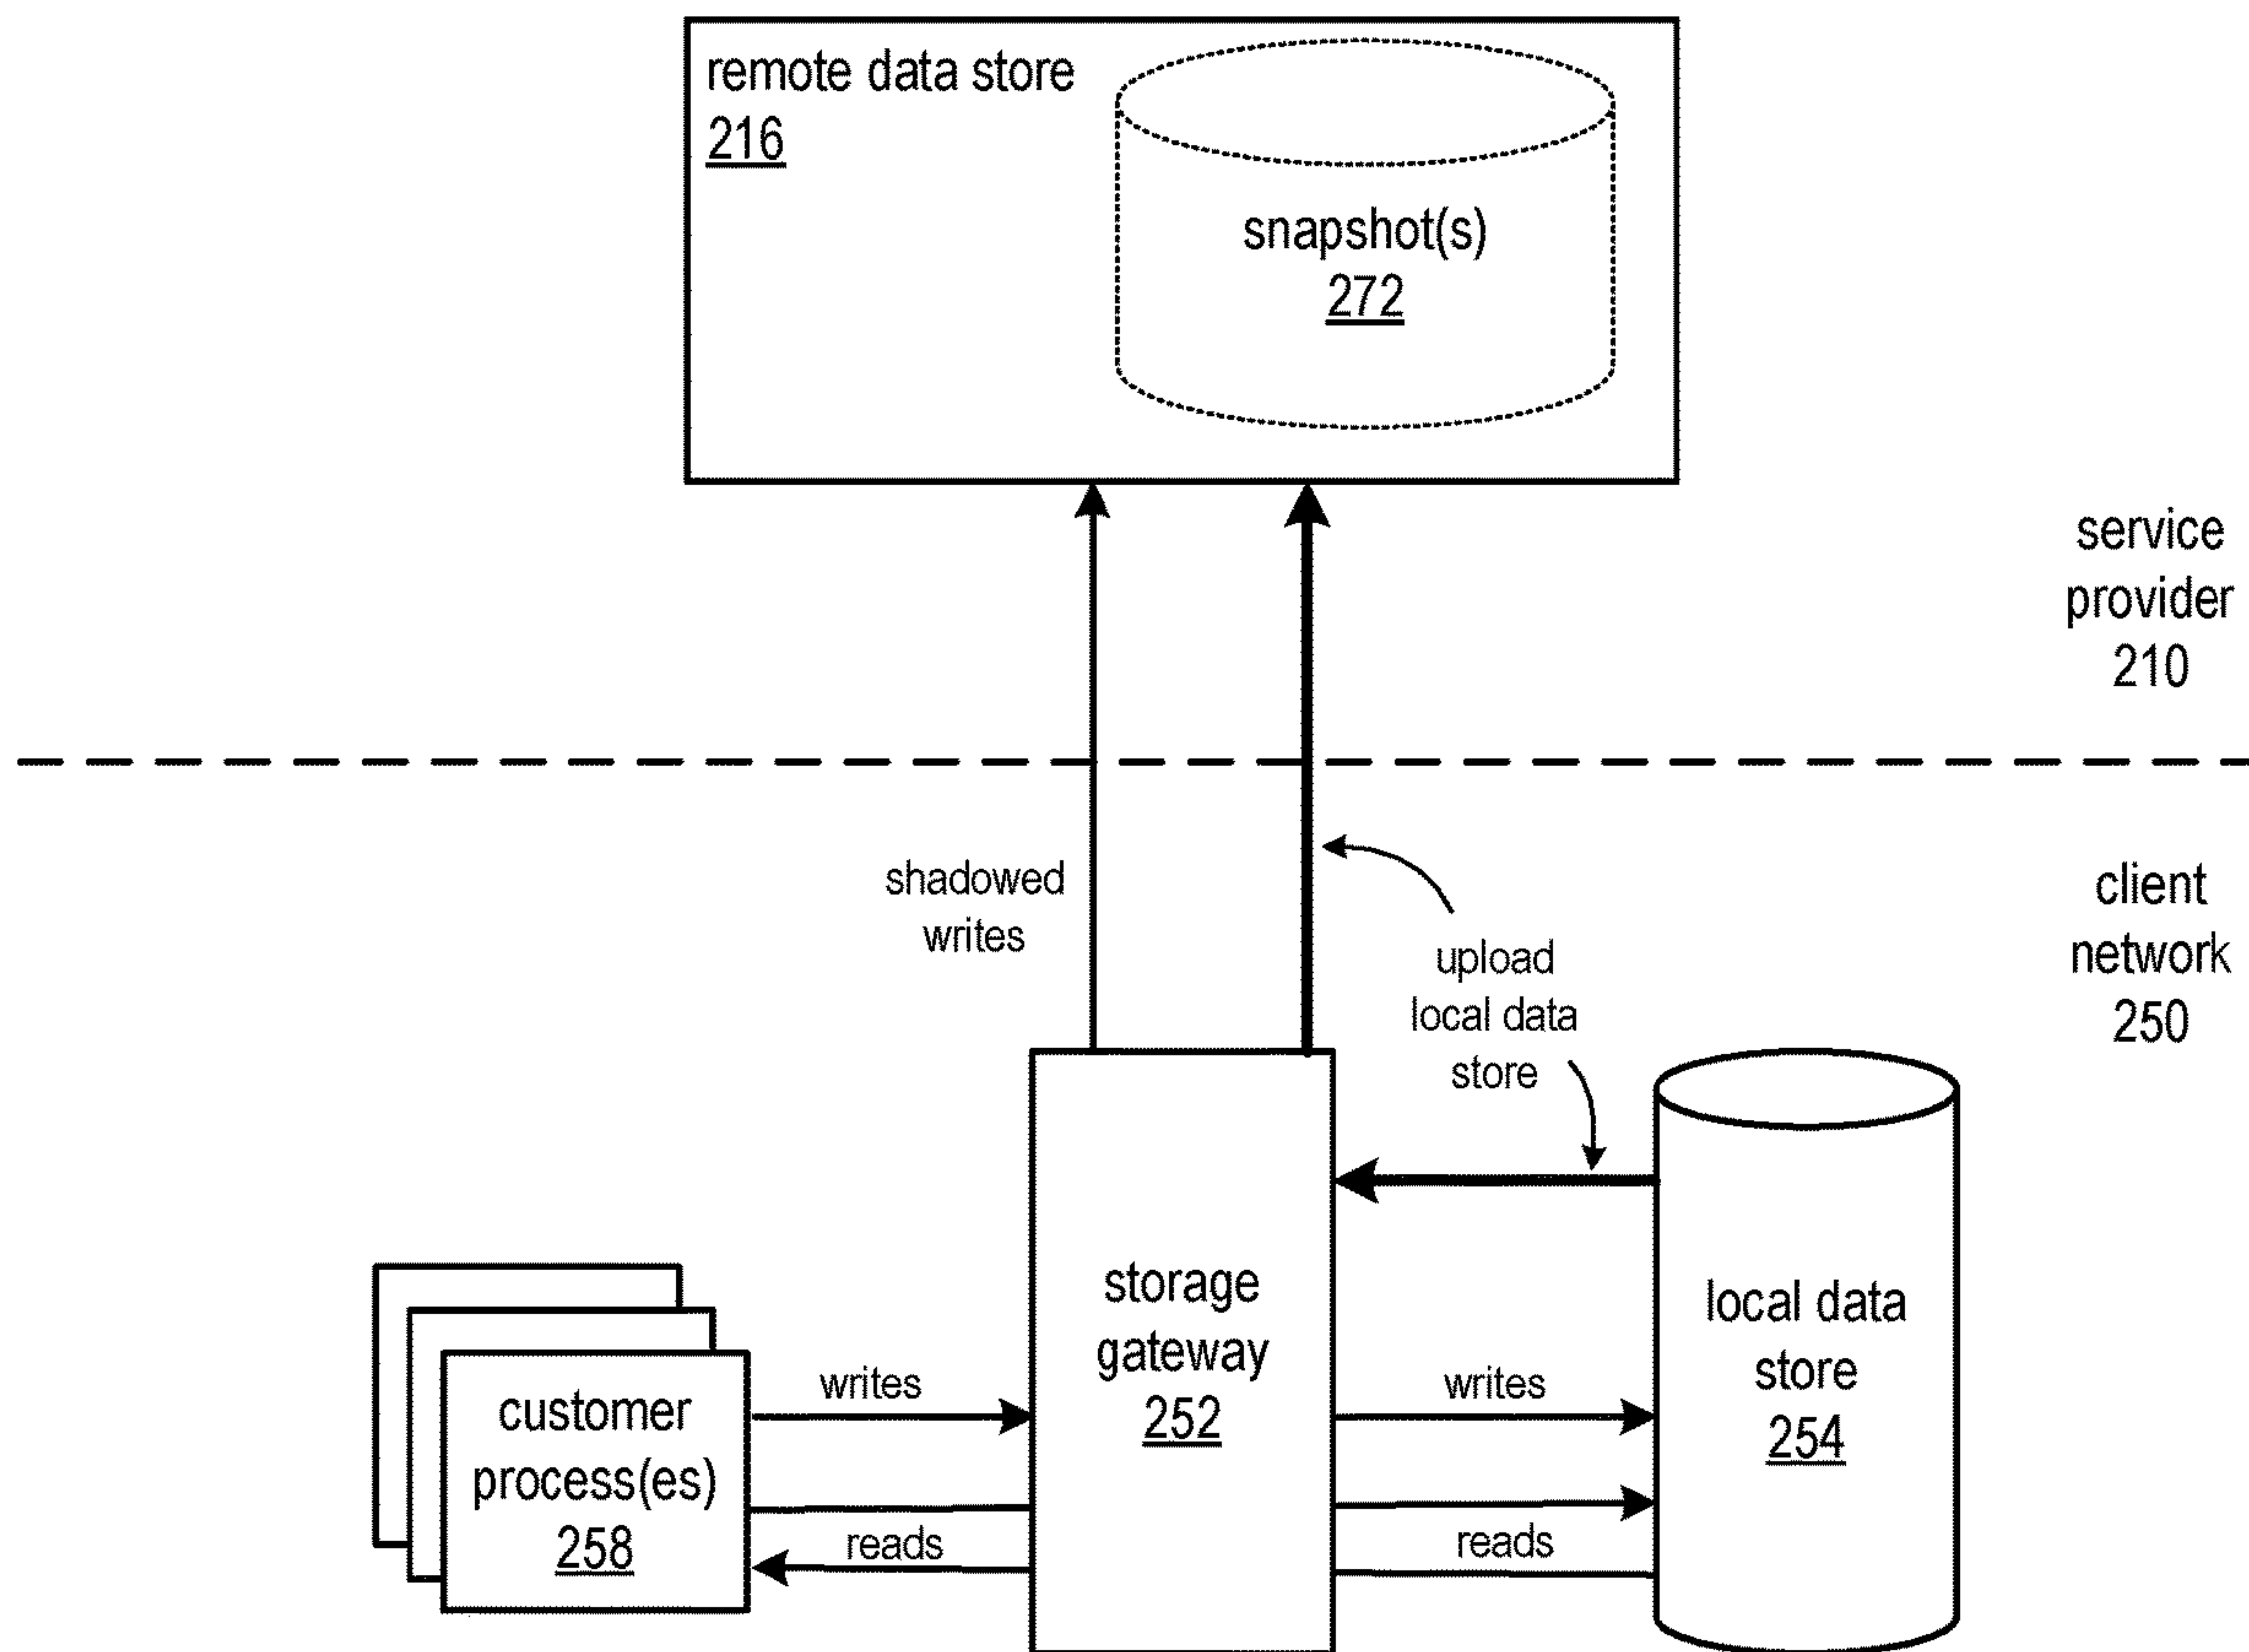 remote data store
216
snapshot(s)
272
service
provider
210
shadowed
writes
client
network
250
upload
local data
store
storage
gateway
252
local data
store
254
customer
process(es)
258
writes
reads
writes
reads